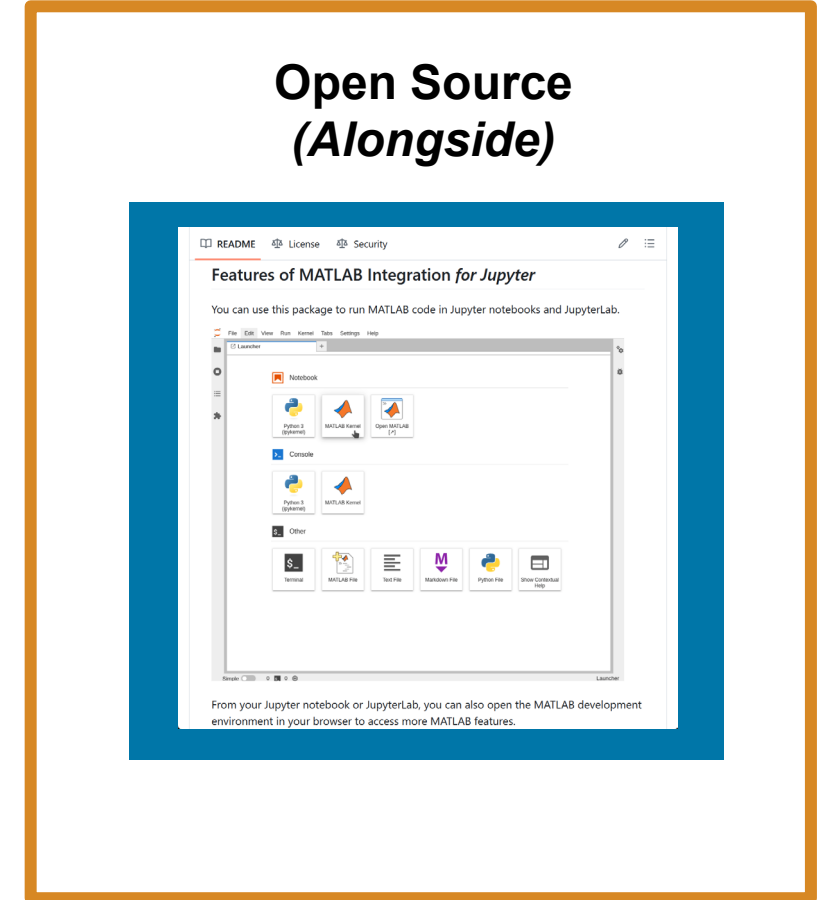 Open Source
(Alongside)
README License Security
Features of MATLAB Integration for Jupyter
You can use this package to run MATLAB code in Jupyter notebooks and JupyterLab.
File Edit View Run Kernel Tabs Settings Help
Launcher +
Notebook
Python 3 MATLAB Kernel Open MATLAB
(ipykernel) [↗]
>_ Console
Python 3 MATLAB Kernel
(ipykernel)
$_ Other
$_ M
Terminal MATLAB File Text File Markdown File Python File Show Contextual
Help
Simple 0 0 Launcher
From your Jupyter notebook or JupyterLab, you can also open the MATLAB development
environment in your browser to access more MATLAB features.